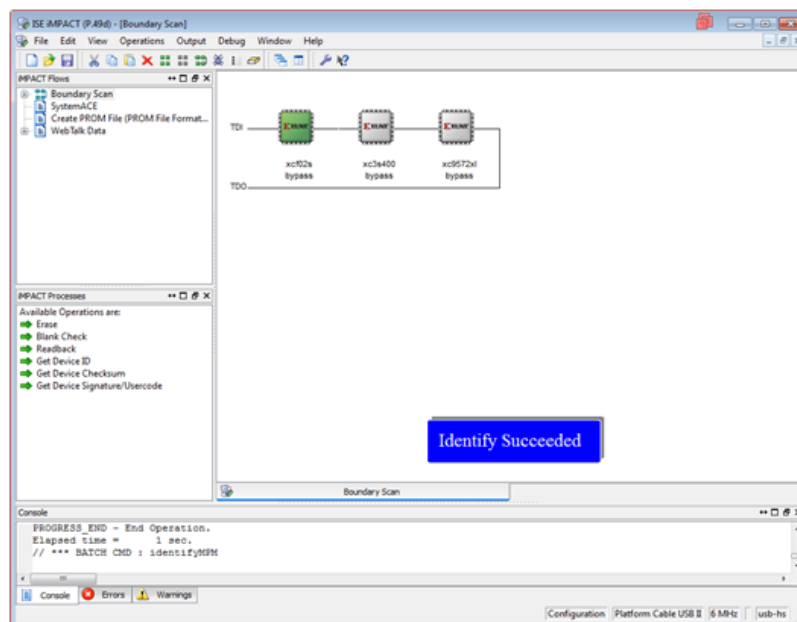 ISE iMPACT (P.49d) - [Boundary Scan]
File Edit View Operations Output Debug Window Help
iMPACT Flows
Boundary Scan
SystemACE
Create PROM File (PROM File Format...
WebTalk Data
TDI
XILINX XILINX XILINX
xcf02s xc3s400 xc9572xl
bypass bypass bypass
TDO
iMPACT Processes
Available Operations are:
Erase
Blank Check
Readback
Get Device ID
Get Device Checksum
Get Device Signature/Usercode
Identify Succeeded
Boundary Scan
Console
PROGRESS_END - End Operation.
Elapsed time = 1 sec.
// *** BATCH CMD : identifyMPM
Console Errors Warnings
Configuration Platform Cable USB II 6 MHz usb-hs